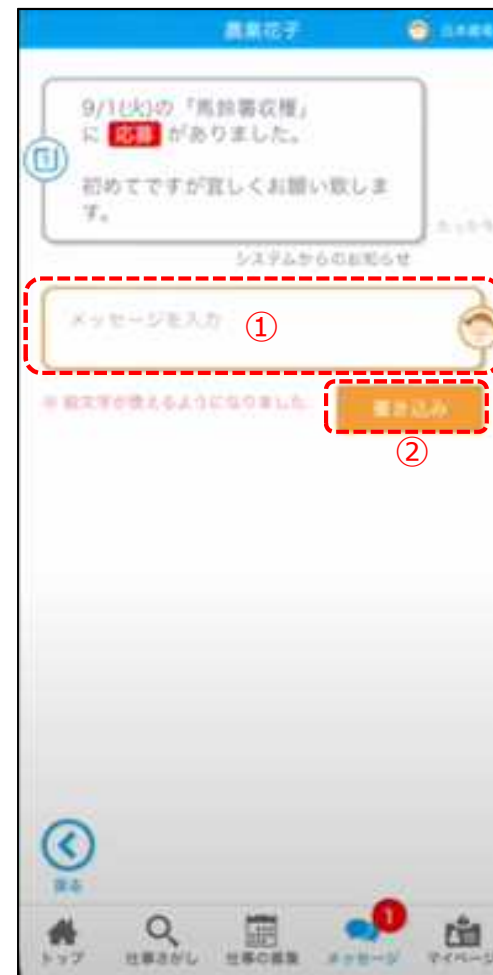 農業花子
9/1(火)の「馬鈴薯収穫」
に 応募 がありました。
初めてですが宜しくお願い致しま
す。
システムからのお知らせ
メッセージを入力
①
※ 絵文字が使えるようになりました
書き込み
②
戻る
1
トップ
仕事さがし
仕事の募集
メッセージ
マイページ